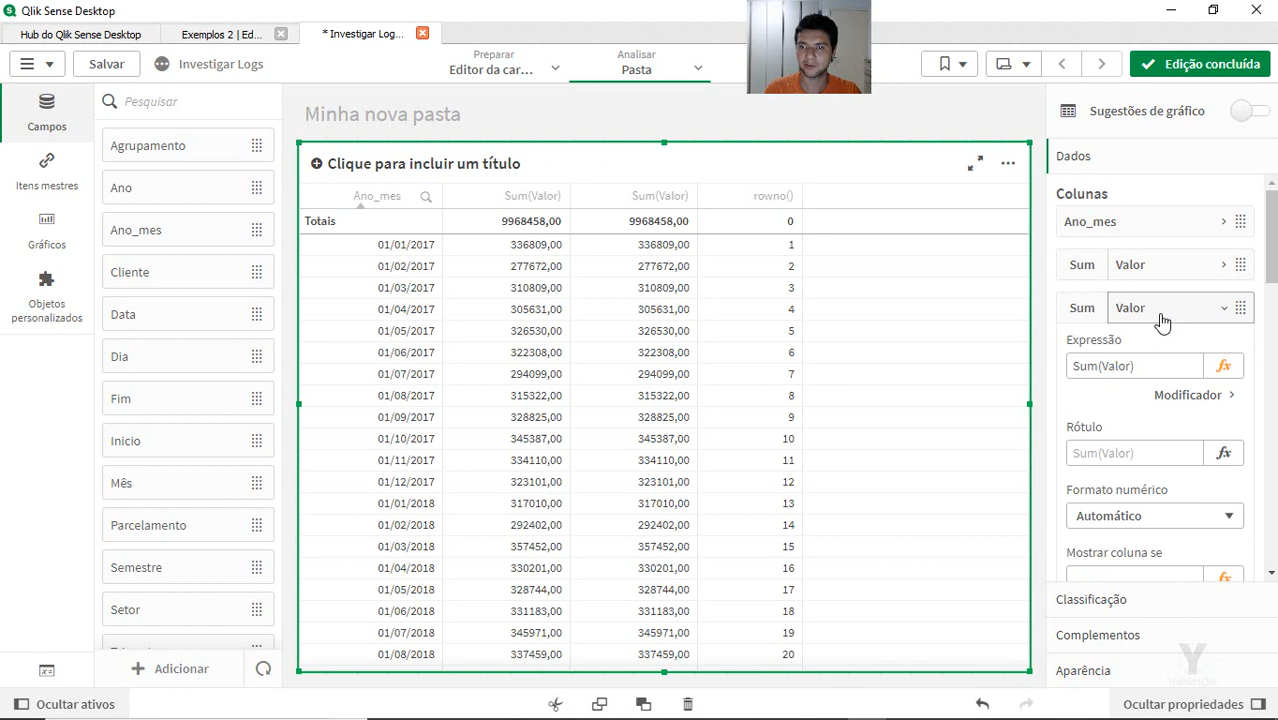 Qlik Sense Desktop
Hub do Qlik Sense Desktop
Exemplos 2 | Ed...
* Investigar Log...
Salvar
Investigar Logs
Preparar
Editor da car...
Analisar
Pasta
Edição concluída
Campos
Itens mestres
Gráficos
Objetos
personalizados
Pesquisar
Agrupamento
Ano
Ano_mes
Cliente
Data
Dia
Fim
Inicio
Mês
Parcelamento
Semestre
Setor
Adicionar
Minha nova pasta
Clique para incluir um título
Ano_mes Sum(Valor) Sum(Valor) rowno()
Totais 9968458,00 9968458,00 0
01/01/2017 336809,00 336809,00 1
01/02/2017 277672,00 277672,00 2
01/03/2017 310809,00 310809,00 3
01/04/2017 305631,00 305631,00 4
01/05/2017 326530,00 326530,00 5
01/06/2017 322308,00 322308,00 6
01/07/2017 294099,00 294099,00 7
01/08/2017 315322,00 315322,00 8
01/09/2017 328825,00 328825,00 9
01/10/2017 345387,00 345387,00 10
01/11/2017 334110,00 334110,00 11
01/12/2017 323101,00 323101,00 12
01/01/2018 317010,00 317010,00 13
01/02/2018 292402,00 292402,00 14
01/03/2018 357452,00 357452,00 15
01/04/2018 330201,00 330201,00 16
01/05/2018 328744,00 328744,00 17
01/06/2018 331183,00 331183,00 18
01/07/2018 345971,00 345971,00 19
01/08/2018 337459,00 337459,00 20
Sugestões de gráfico
Dados
Colunas
Ano_mes
Sum Valor
Sum Valor
Expressão
Sum(Valor) fx
Modificador
Rótulo
Sum(Valor) fx
Formato numérico
Automático
Mostrar coluna se
Classificação
Complementos
Aparência
Ocultar ativos
Ocultar propriedades